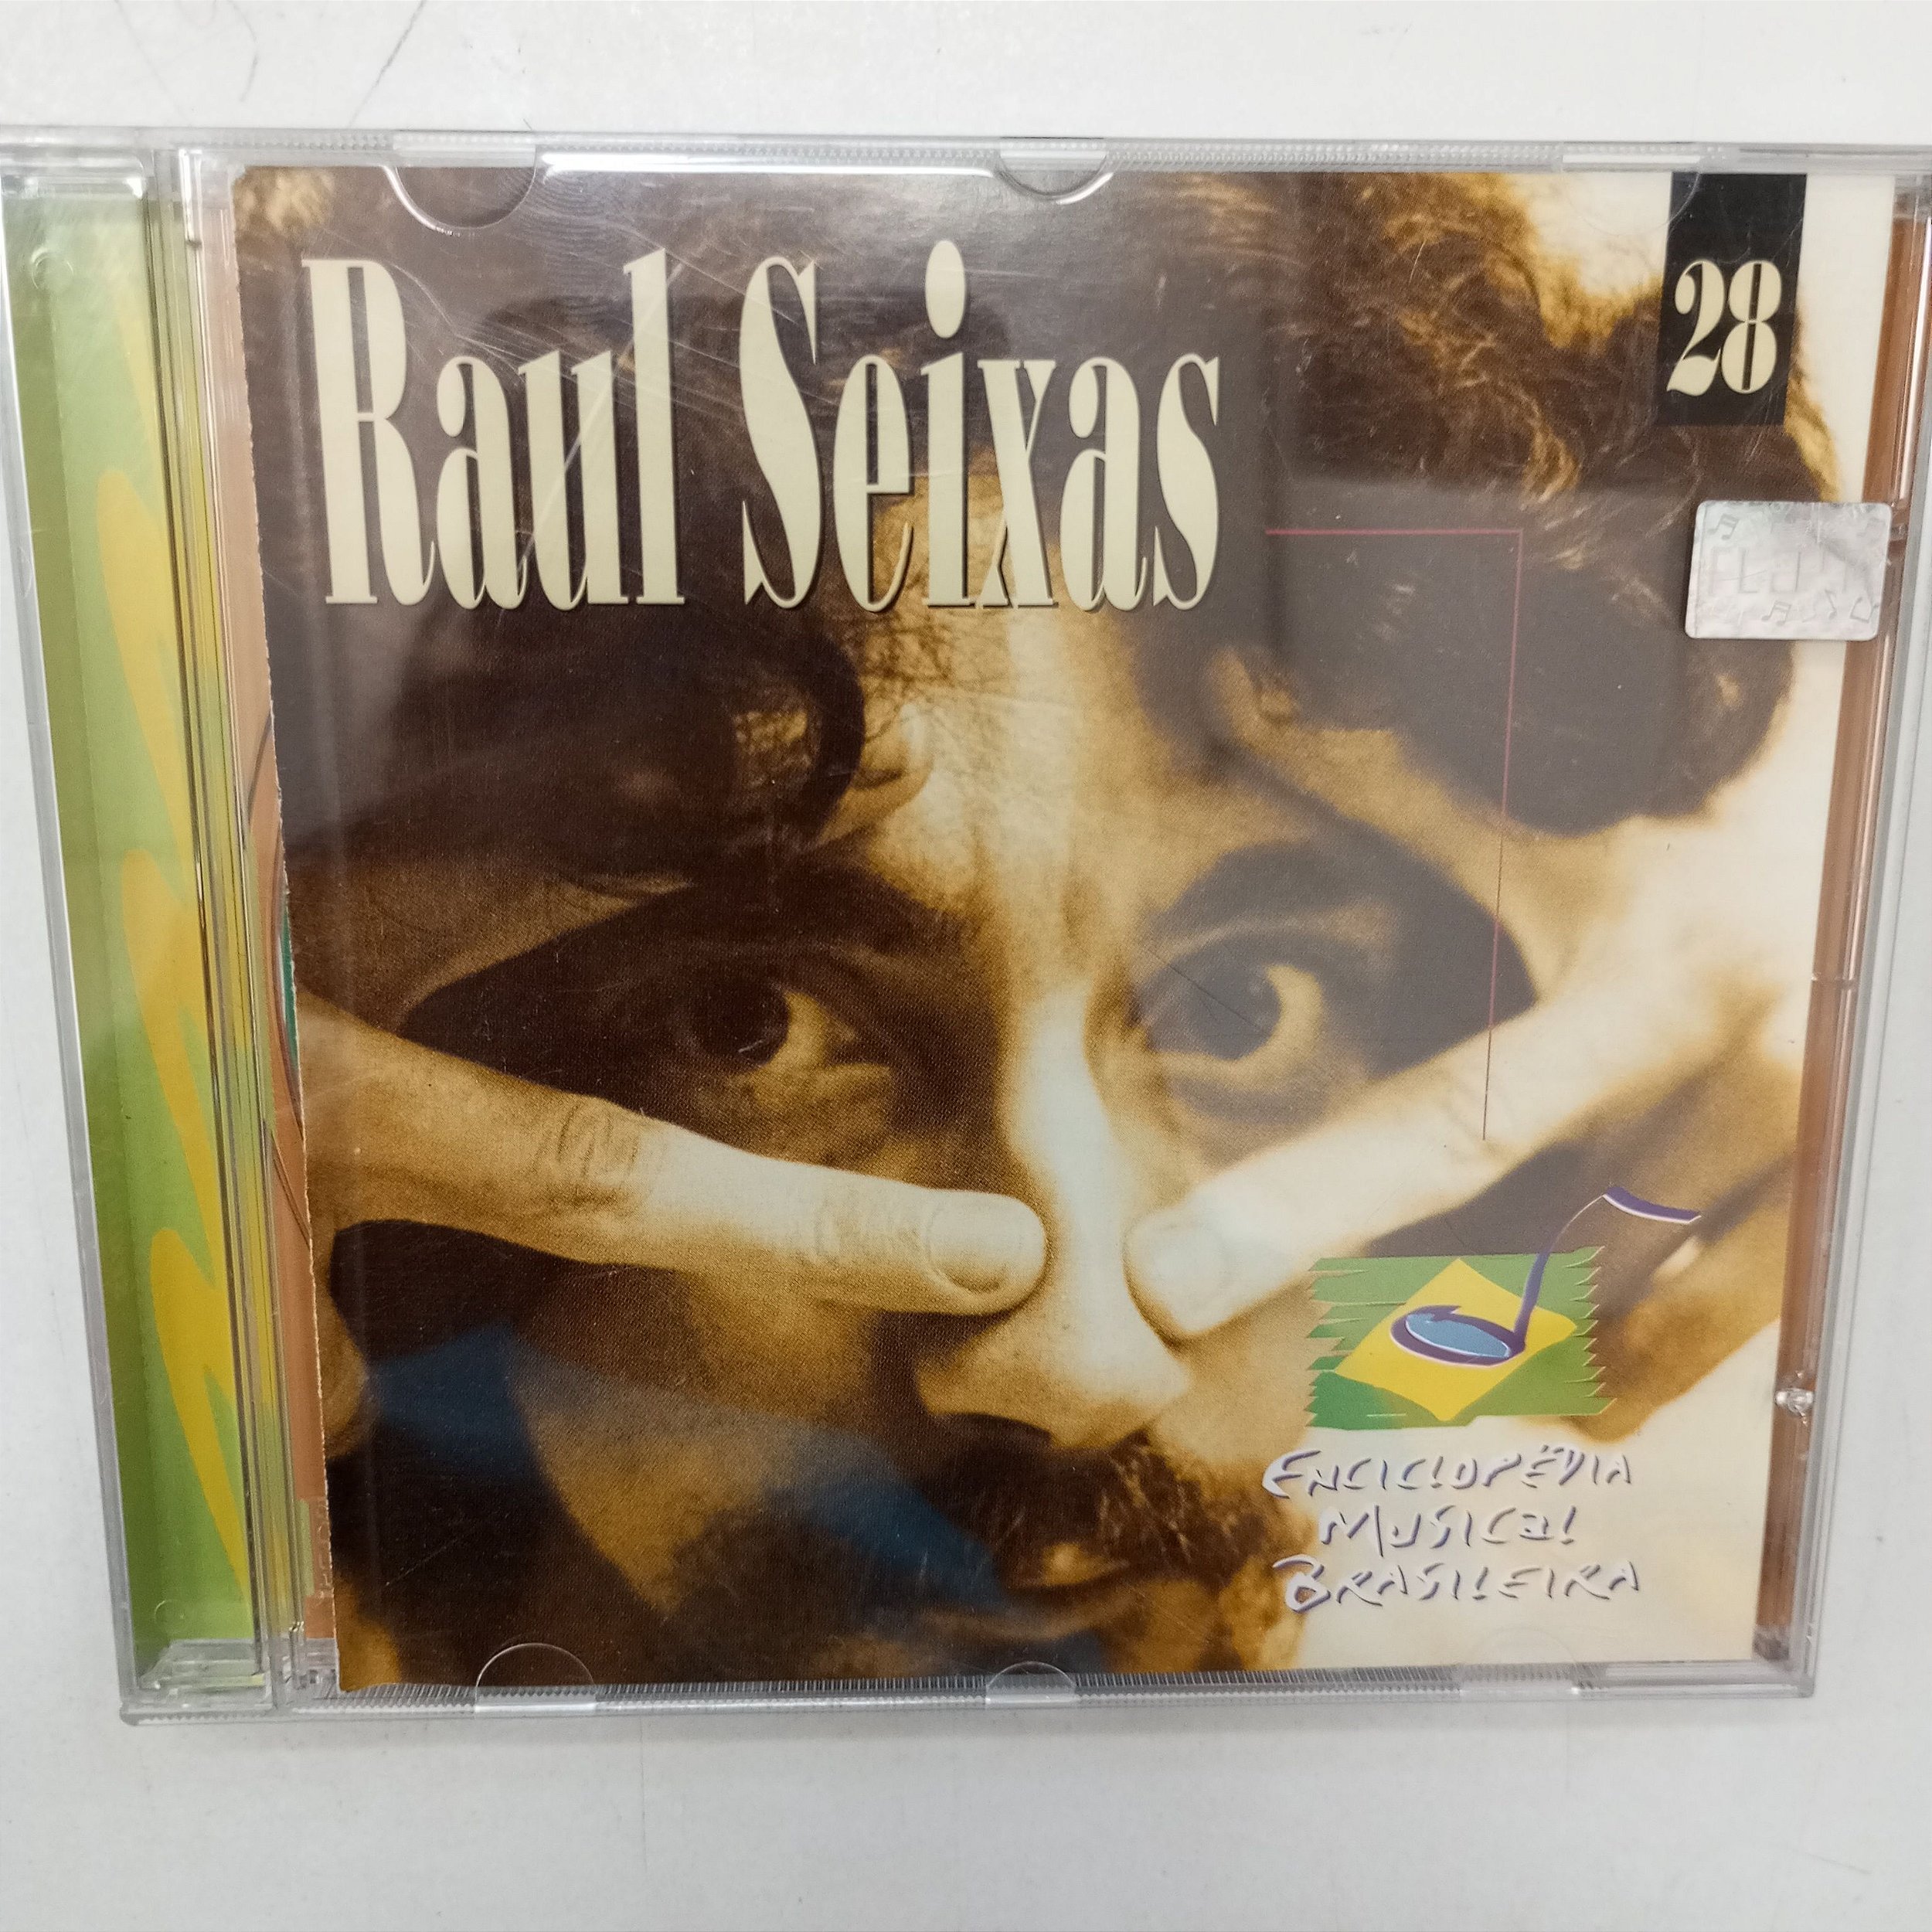 Raul Seixas
28
ENCICLOPÉDIA
MUSICAL
BRASILEIRA